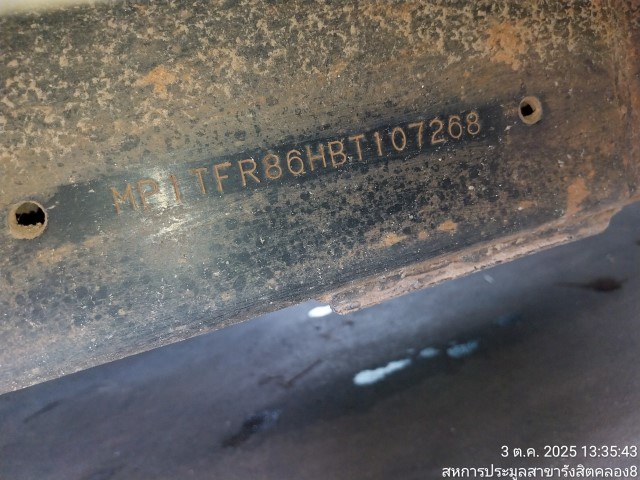 MP1TFR86HBT107268
3 ต.ค. 2025 13:35:43
สหการประมูลสาขารังสิตคลอง8